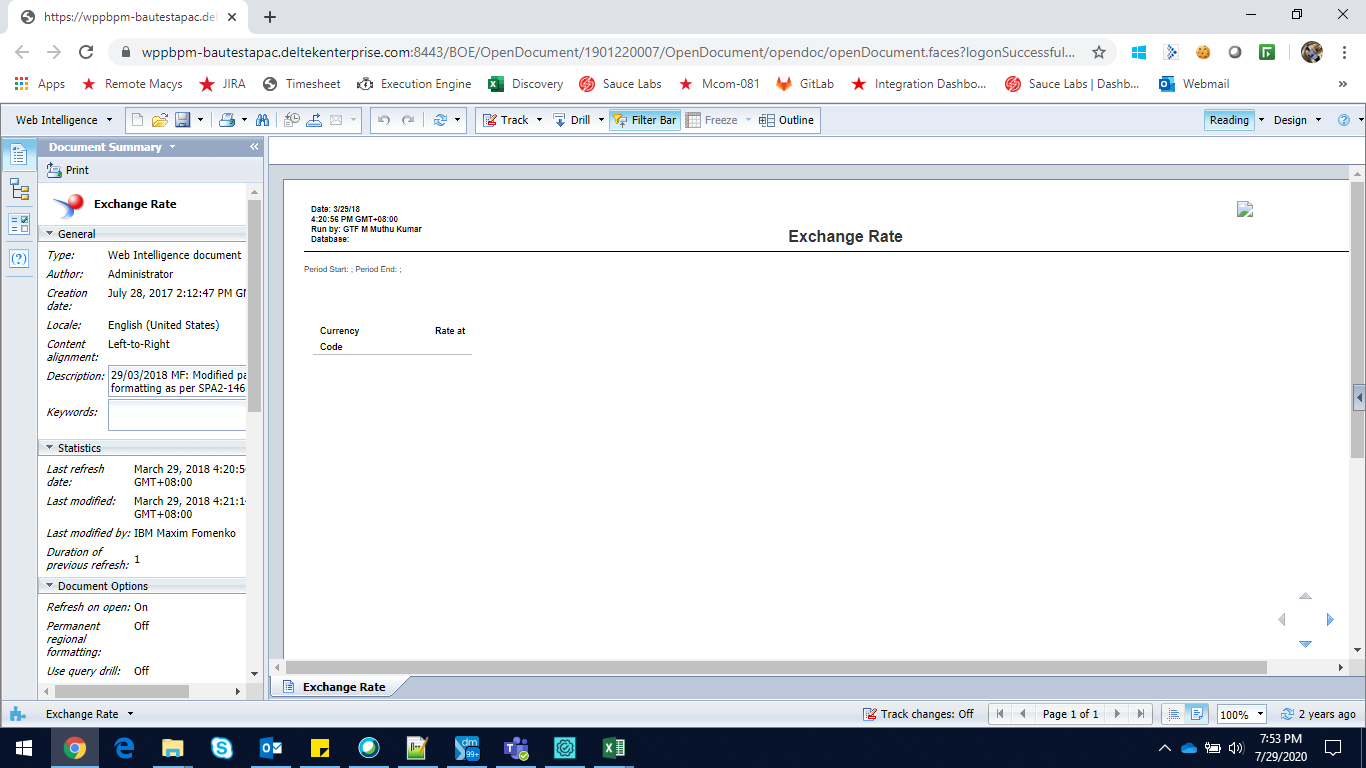 https://wppbpm-bautestapac.del
wppbpm-bautestapac.deltekenterprise.com:8443/BOE/OpenDocument/1901220007/OpenDocument/opendoc/openDocument.faces?logonSuccessful...
Apps Remote Macys JIRA Timesheet Execution Engine Discovery Sauce Labs Mcom-081 GitLab Integration Dashbo... Sauce Labs | Dashb... Webmail »
Web Intelligence Track Drill Filter Bar Freeze Outline Reading Design
Document Summary
Print
Exchange Rate
General
Type: Web Intelligence document
Author: Administrator
Creation date: July 28, 2017 2:12:47 PM
Locale: English (United States)
Content alignment: Left-to-Right
Description: 29/03/2018 MF: Modified pa
formatting as per SPA2-146
Keywords:
Statistics
Last refresh date: March 29, 2018 4:20:5
GMT+08:00
Last modified: March 29, 2018 4:21:1
GMT+08:00
Last modified by: IBM Maxim Fomenko
Duration of previous refresh: 1
Document Options
Refresh on open: On
Permanent regional formatting: Off
Use query drill: Off
Date: 3/29/18
4:20:56 PM GMT+08:00
Run by: GTF M Muthu Kumar
Database:
Exchange Rate
Period Start: ; Period End: ;
Currency Code
Rate at
Exchange Rate
Exchange Rate Track changes: Off Page 1 of 1 100% 2 years ago
dm
99+
7:53 PM
7/29/2020